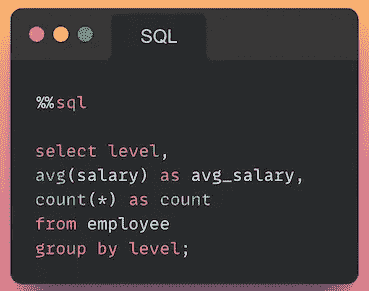 SQL
%%sql
select level,
avg(salary) as avg_salary,
count(*) as count
from employee
group by level;